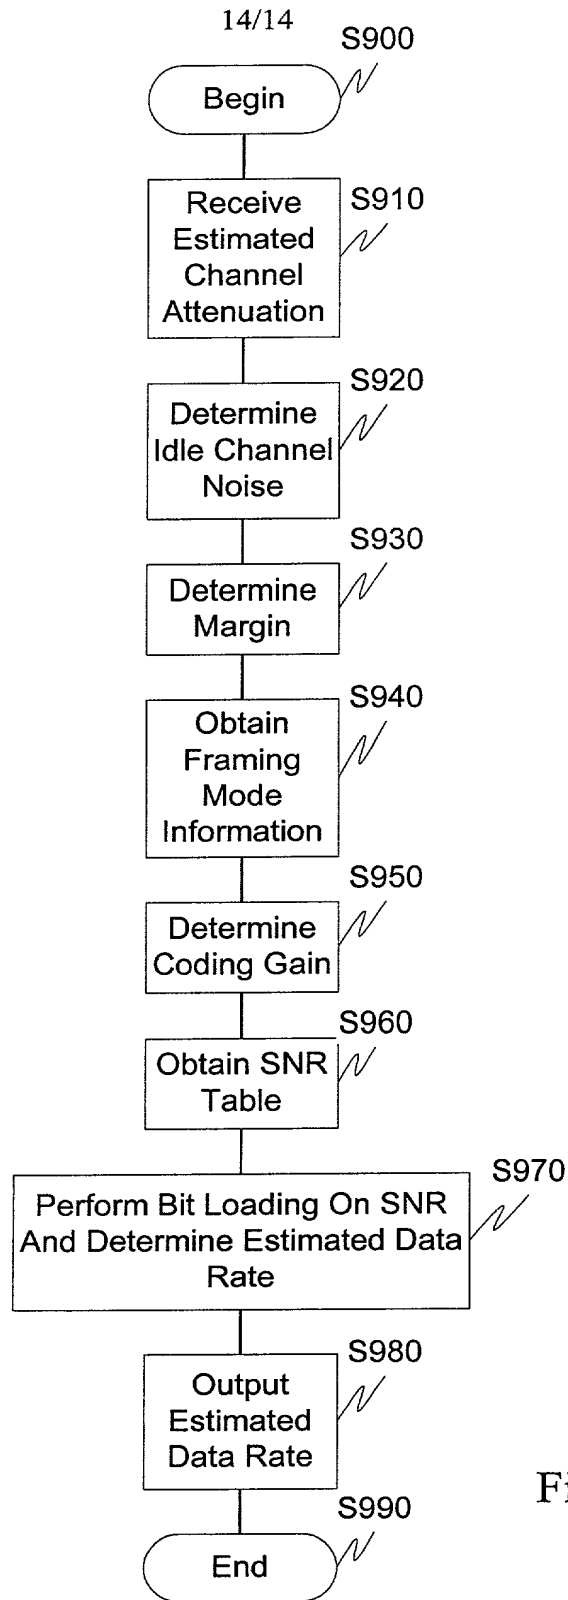 14/14
S900
Begin
S910
Receive
Estimated
Channel
Attenuation
S920
Determine
Idle Channel
Noise
S930
Determine
Margin
S940
Obtain
Framing
Mode
Information
S950
Determine
Coding Gain
S960
Obtain SNR
Table
S970
Perform Bit Loading On SNR
And Determine Estimated Data
Rate
S980
Output
Estimated
Data Rate
S990
End